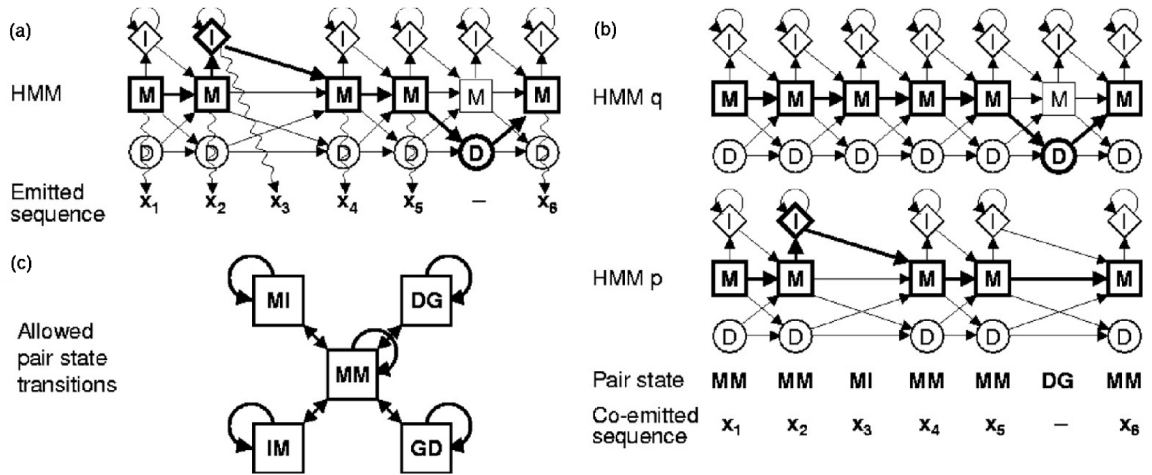 (a)
I I I I I I
HMM M M M M M M
D D D D D D
Emitted
sequence x₁ x₂ x₃ x₄ x₅ – x₆
(c)
MI DG
Allowed
pair state
transitions
MM
IM GD
(b)
I I I I I I I
HMM q M M M M M M M
D D D D D D D
I I I I I
HMM p M M M M M
D D D D D
Pair state MM MM MI MM MM DG MM
Co-emitted
sequence x₁ x₂ x₃ x₄ x₅ – x₆